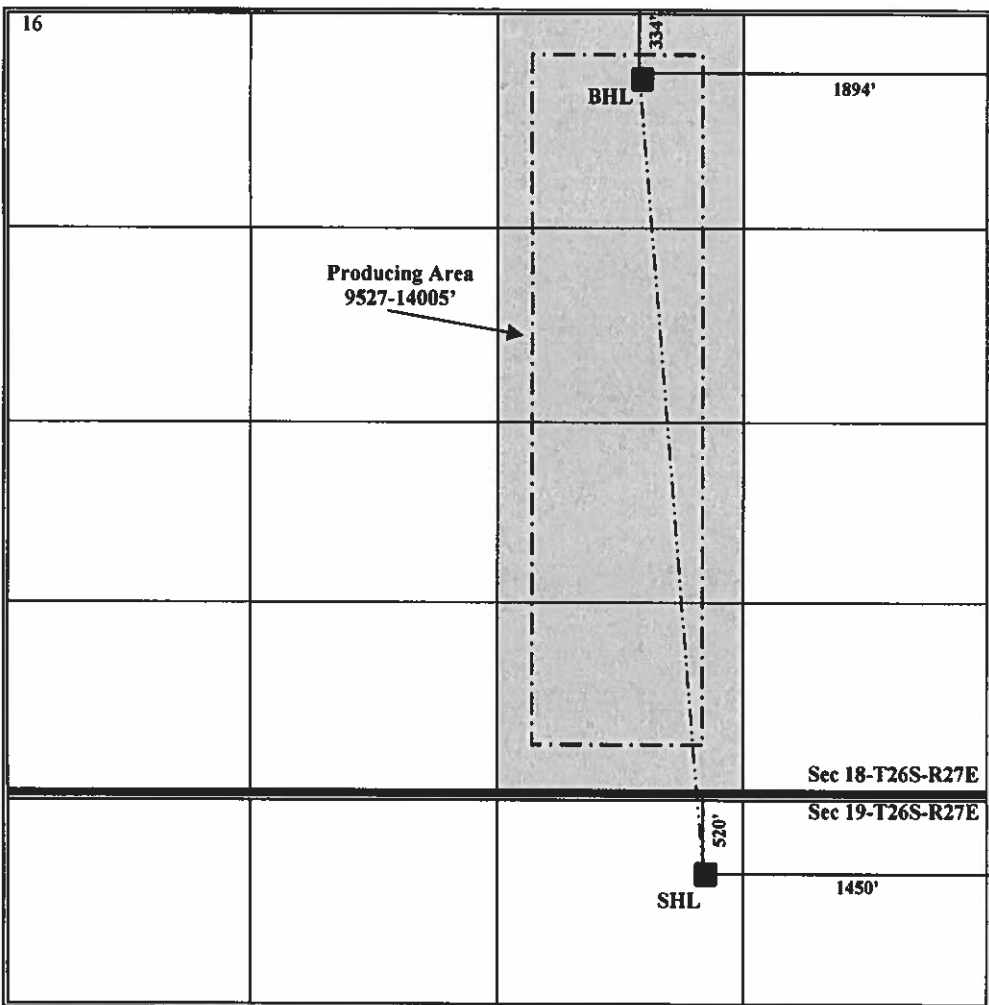 16
334'
BHL
1894'
Producing Area
9527-14005'
Sec 18-T26S-R27E
Sec 19-T26S-R27E
520'
SHL
1450'